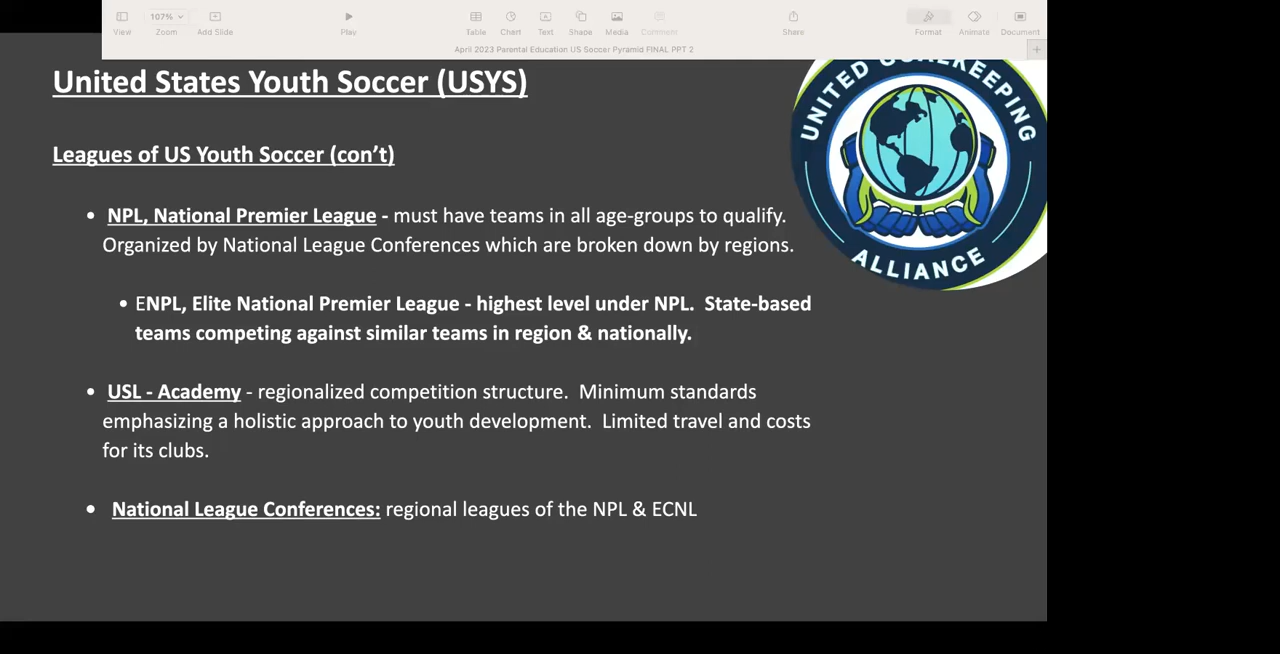 107%
View
Zoom
Add Slide
Play
Table
Chart
Text
Shape
Media
Comment
Share
Format
Animate
Document
April 2023 Parental Education US Soccer Pyramid FINAL PPT 2
United States Youth Soccer (USYS)
UNITED GOALKEEPING
ALLIANCE
Leagues of US Youth Soccer (con’t)
• NPL, National Premier League - must have teams in all age-groups to qualify.
Organized by National League Conferences which are broken down by regions.
• ENPL, Elite National Premier League - highest level under NPL. State-based
teams competing against similar teams in region & nationally.
• USL - Academy - regionalized competition structure. Minimum standards
emphasizing a holistic approach to youth development. Limited travel and costs
for its clubs.
• National League Conferences: regional leagues of the NPL & ECNL